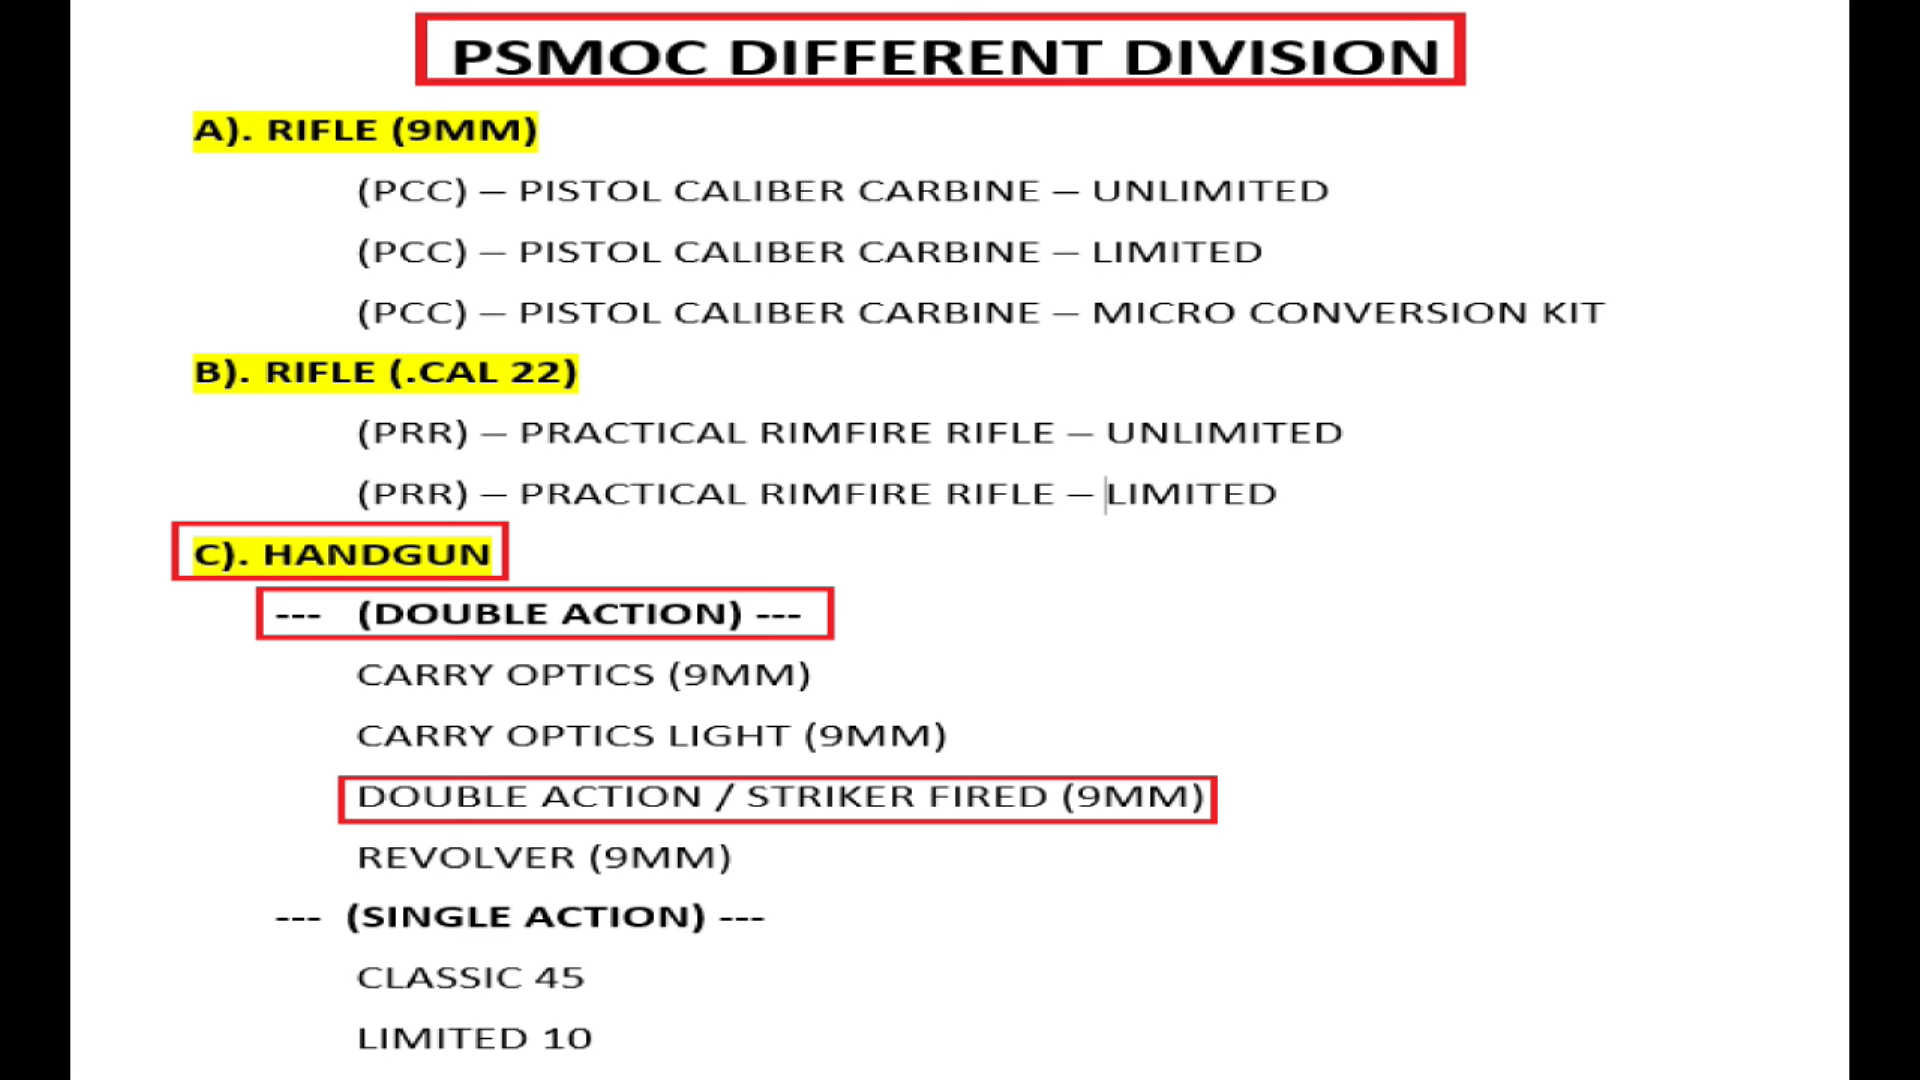 PSMOC DIFFERENT DIVISION
A). RIFLE (9MM)
(PCC) – PISTOL CALIBER CARBINE – UNLIMITED
(PCC) – PISTOL CALIBER CARBINE – LIMITED
(PCC) – PISTOL CALIBER CARBINE – MICRO CONVERSION KIT
B). RIFLE (.CAL 22)
(PRR) – PRACTICAL RIMFIRE RIFLE – UNLIMITED
(PRR) – PRACTICAL RIMFIRE RIFLE – LIMITED
C). HANDGUN
--- (DOUBLE ACTION) ---
CARRY OPTICS (9MM)
CARRY OPTICS LIGHT (9MM)
DOUBLE ACTION / STRIKER FIRED (9MM)
REVOLVER (9MM)
--- (SINGLE ACTION) ---
CLASSIC 45
LIMITED 10